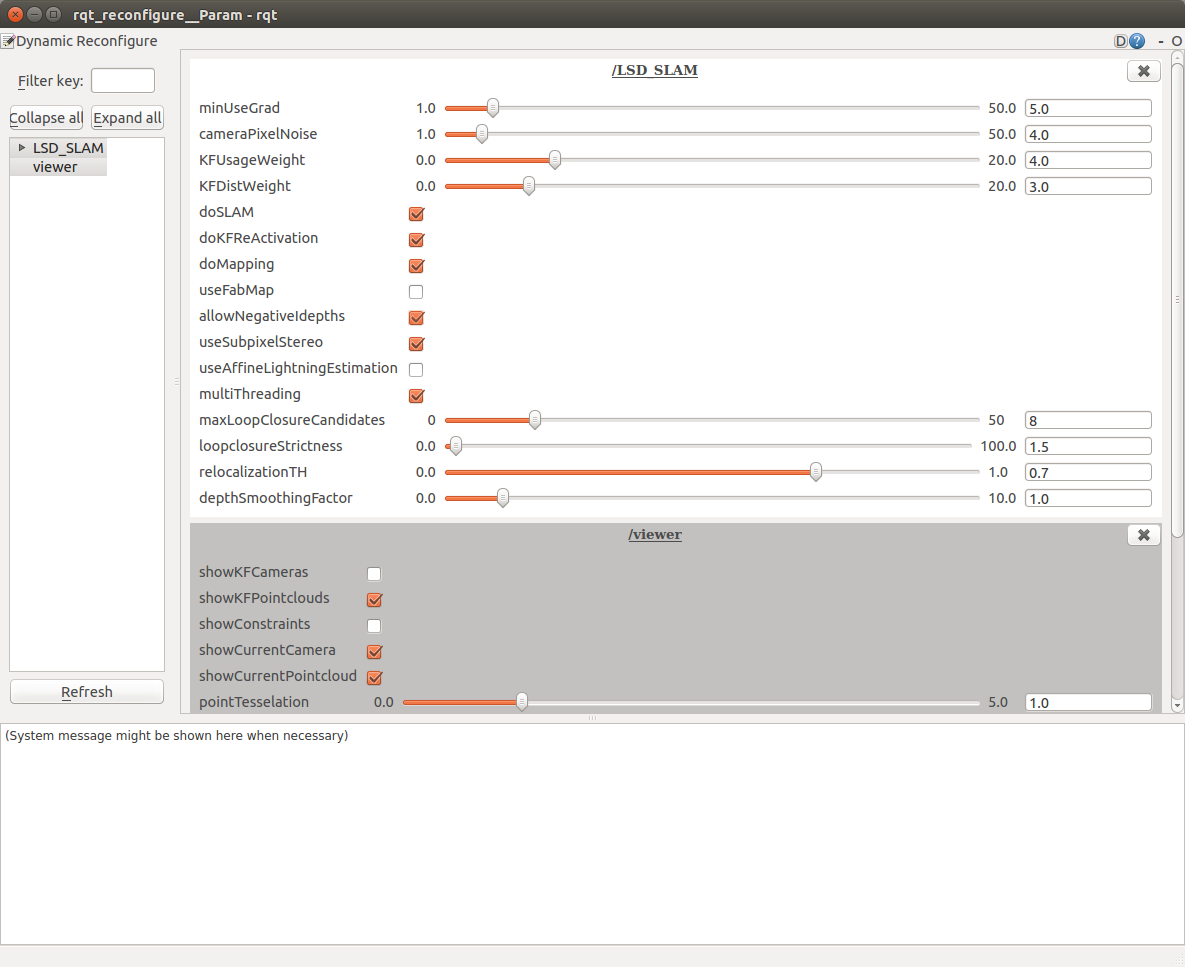 rqt_reconfigure__Param - rqt
Dynamic Reconfigure
D ? - O
Filter key:
Collapse all Expand all
LSD_SLAM
viewer
Refresh
/LSD_SLAM
minUseGrad 1.0 50.0 5.0
cameraPixelNoise 1.0 50.0 4.0
KFUsageWeight 0.0 20.0 4.0
KFDistWeight 0.0 20.0 3.0
doSLAM
doKFReActivation
doMapping
useFabMap
allowNegativeIdepths
useSubpixelStereo
useAffineLightningEstimation
multiThreading
maxLoopClosureCandidates 0 50 8
loopclosureStrictness 0.0 100.0 1.5
relocalizationTH 0.0 1.0 0.7
depthSmoothingFactor 0.0 10.0 1.0
/viewer
showKFCameras
showKFPointclouds
showConstraints
showCurrentCamera
showCurrentPointcloud
pointTesselation 0.0 5.0 1.0
(System message might be shown here when necessary)